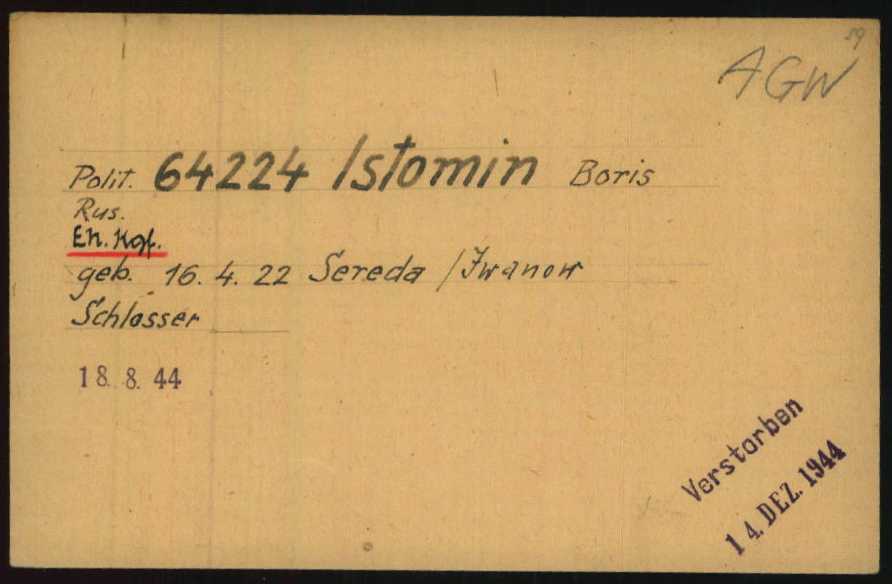 59
AGW
Polit. 64224 Istomin Boris
Rus.
Eh. Kgf.
geb. 16. 4. 22 Sereda / Iwanow
Schlosser
18. 8. 44
Verstorben
14. DEZ. 1944